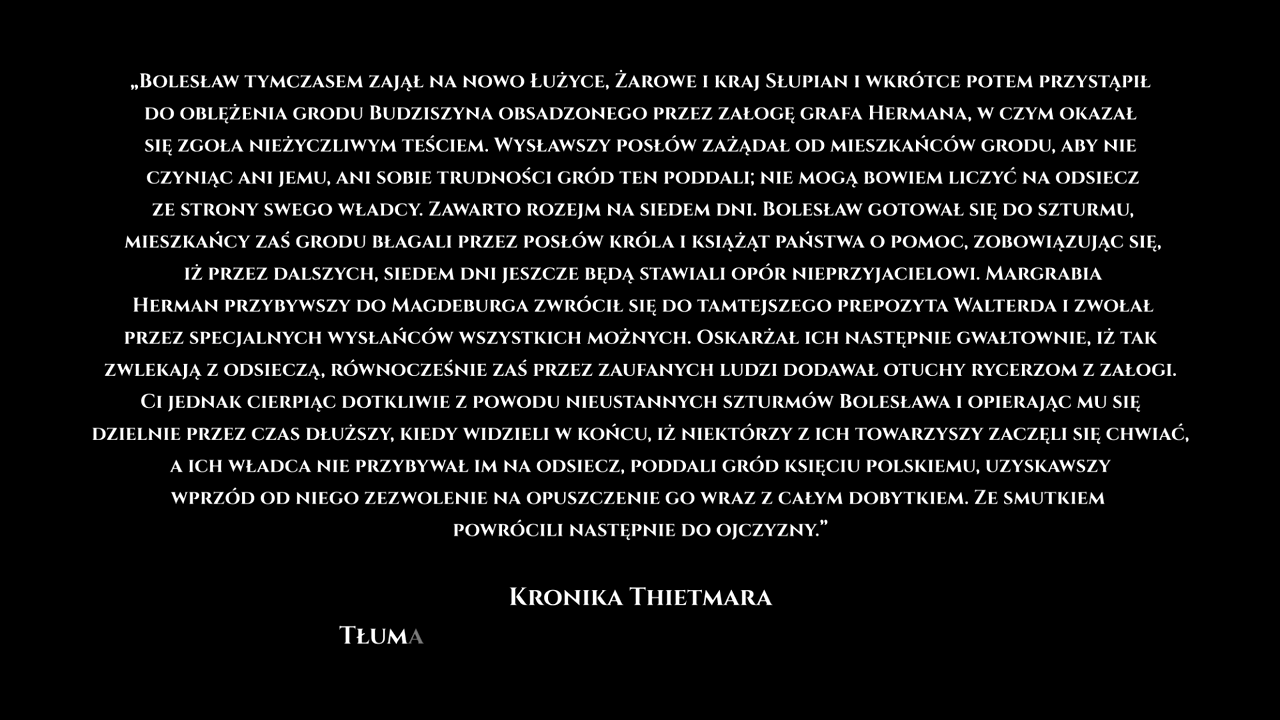 „Bolesław tymczasem zajął na nowo Łużyce, Żarowe i kraj Słupian i wkrótce potem przystąpił
do oblężenia grodu Budziszyna obsadzonego przez załogę grafa Hermana, w czym okazał
się zgoła nieżyczliwym teściem. Wysławszy posłów zażądał od mieszkańców grodu, aby nie
czyniąc ani jemu, ani sobie trudności gród ten poddali; nie mogą bowiem liczyć na odsiecz
ze strony swego władcy. Zawarto rozejm na siedem dni. Bolesław gotował się do szturmu,
mieszkańcy zaś grodu błagali przez posłów króla i książąt państwa o pomoc, zobowiązując się,
iż przez dalszych, siedem dni jeszcze będą stawiali opór nieprzyjacielowi. Margrabia
Herman przybywszy do Magdeburga zwrócił się do tamtejszego prepozyta Walterda i zwołał
przez specjalnych wysłańców wszystkich możnych. Oskarżał ich następnie gwałtownie, iż tak
zwlekają z odsieczą, równocześnie zaś przez zaufanych ludzi dodawał otuchy rycerzom z załogi.
Ci jednak cierpiąc dotkliwie z powodu nieustannych szturmów Bolesława i opierając mu się
dzielnie przez czas dłuższy, kiedy widzieli w końcu, iż niektórzy z ich towarzyszy zaczęli się chwiać,
a ich władca nie przybywał im na odsiecz, poddali gród księciu polskiemu, uzyskawszy
wprzód od niego zezwolenie na opuszczenie go wraz z całym dobytkiem. Ze smutkiem
powrócili następnie do ojczyzny.”
Kronika Thietmara
Tłuma